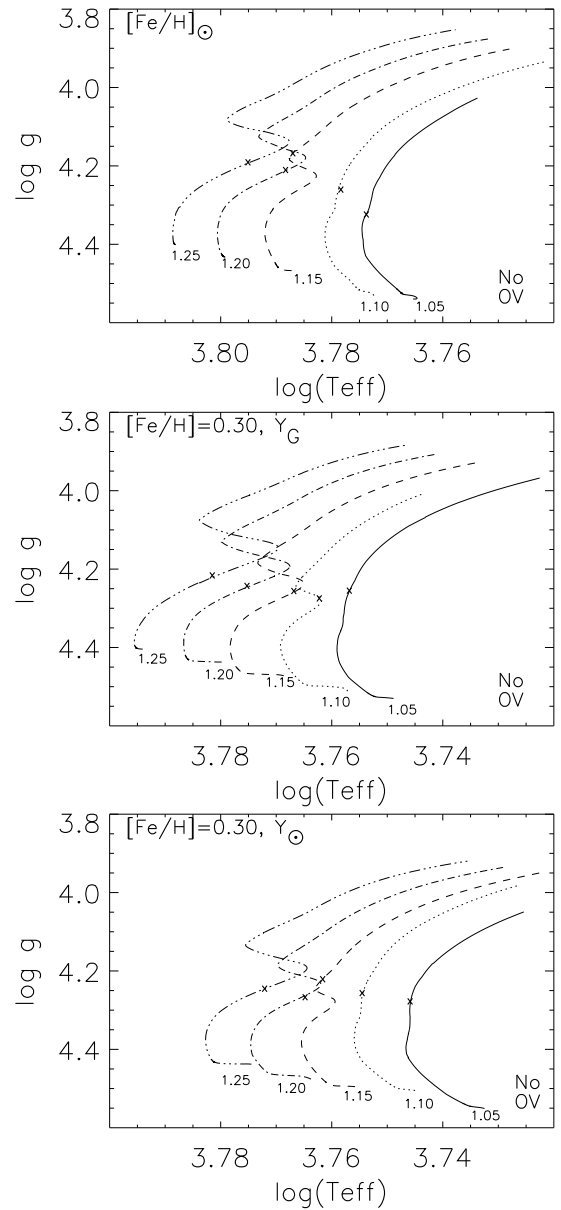 3.8
[Fe/H]⊙
4.0
4.2
4.4
log g
1.25
1.20
1.15
1.10
1.05
No
OV
3.80 3.78 3.76
log(Teff)
3.8
[Fe/H]=0.30, Y_G
4.0
4.2
4.4
log g
1.25
1.20
1.15
1.10
1.05
No
OV
3.78 3.76 3.74
log(Teff)
3.8
[Fe/H]=0.30, Y⊙
4.0
4.2
4.4
log g
1.25
1.20
1.15
1.10
1.05
No
OV
3.78 3.76 3.74
log(Teff)